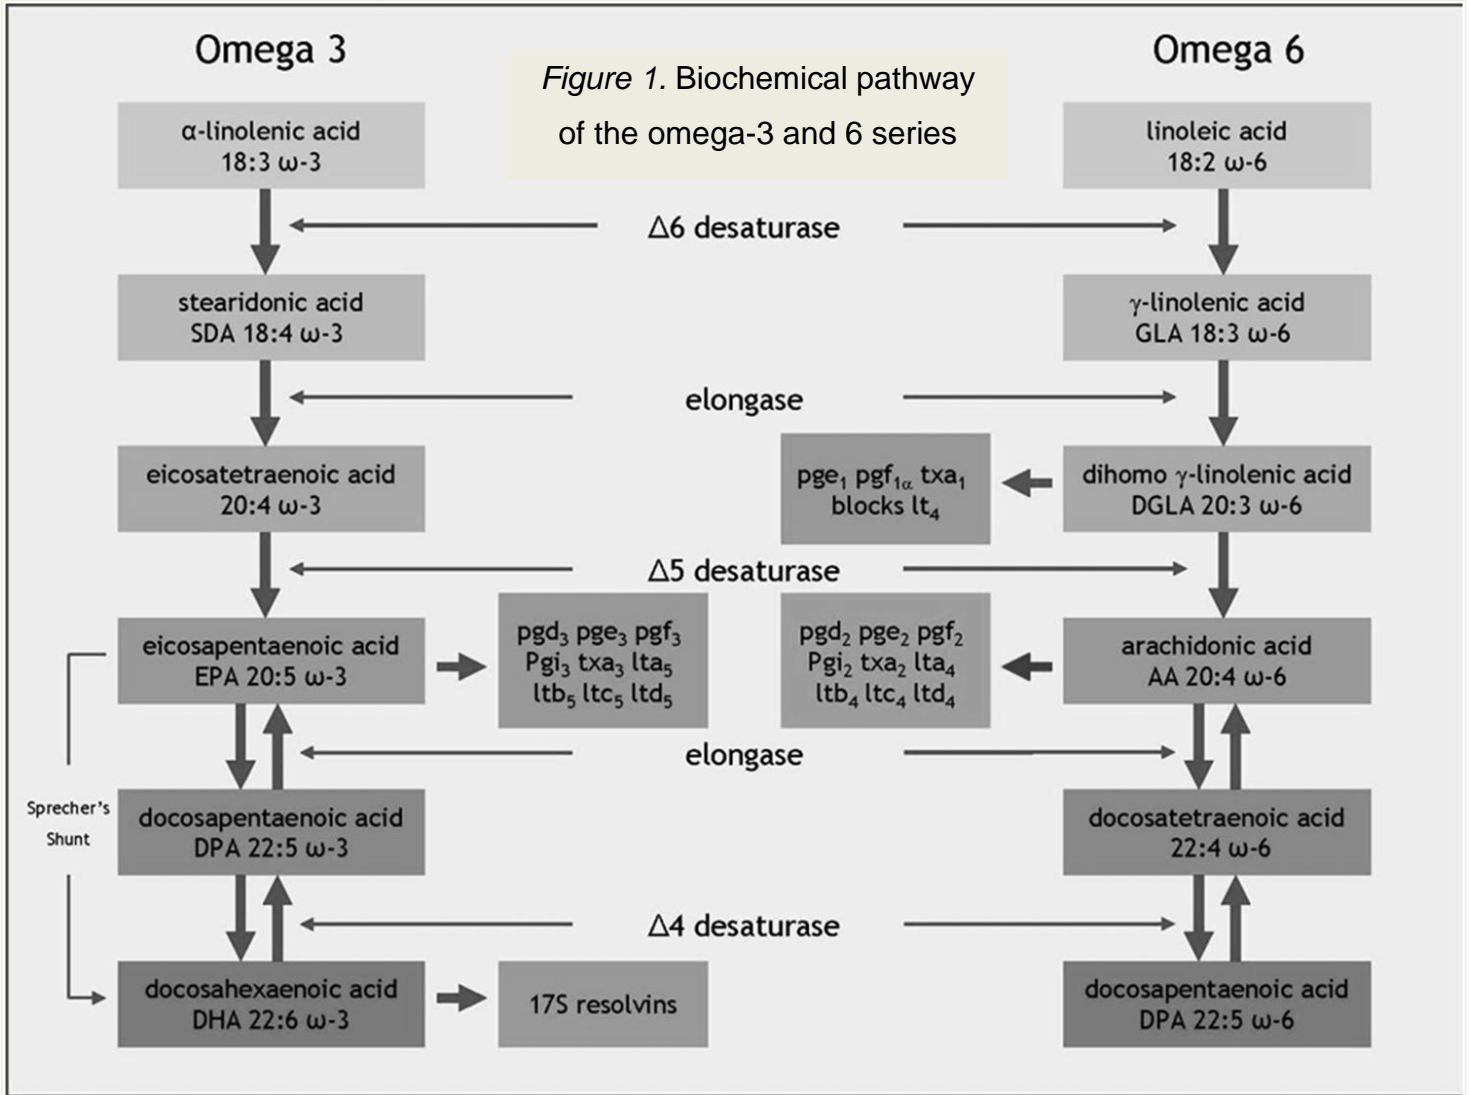 Omega 3
Figure 1. Biochemical pathway
of the omega-3 and 6 series
Omega 6
α-linolenic acid
18:3 ω-3
linoleic acid
18:2 ω-6
Δ6 desaturase
stearidonic acid
SDA 18:4 ω-3
γ-linolenic acid
GLA 18:3 ω-6
elongase
eicosatetraenoic acid
20:4 ω-3
pge₁ pgf₁α txa₁
blocks lt₄
dihomo γ-linolenic acid
DGLA 20:3 ω-6
Δ5 desaturase
eicosapentaenoic acid
EPA 20:5 ω-3
pgd₃ pge₃ pgf₃
Pgi₃ txa₃ lta₅
ltb₅ ltc₅ ltd₅
pgd₂ pge₂ pgf₂
Pgi₂ txa₂ lta₄
ltb₄ ltc₄ ltd₄
arachidonic acid
AA 20:4 ω-6
elongase
Sprecher's
Shunt
docosapentaenoic acid
DPA 22:5 ω-3
docosatetraenoic acid
22:4 ω-6
Δ4 desaturase
docosahexaenoic acid
DHA 22:6 ω-3
17S resolvins
docosapentaenoic acid
DPA 22:5 ω-6